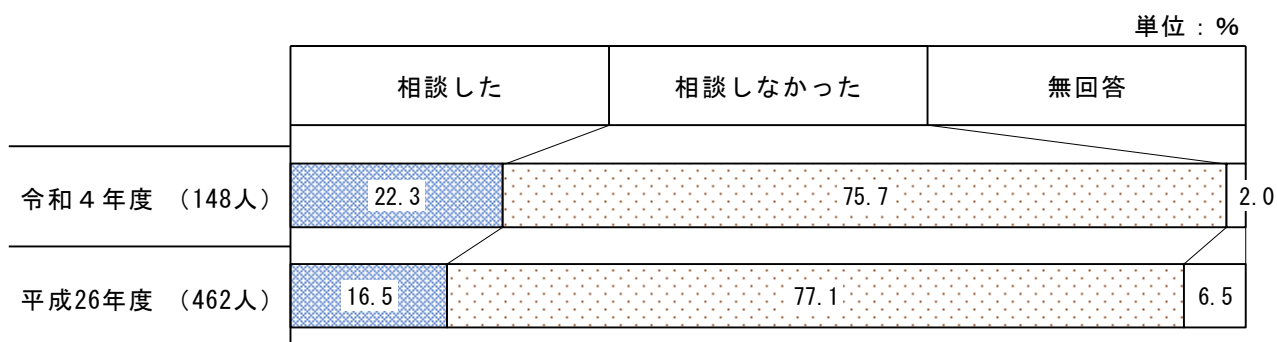 単位：％
相談した 相談しなかった 無回答
令和４年度 （148人） 22.3 75.7 2.0
平成26年度 （462人） 16.5 77.1 6.5